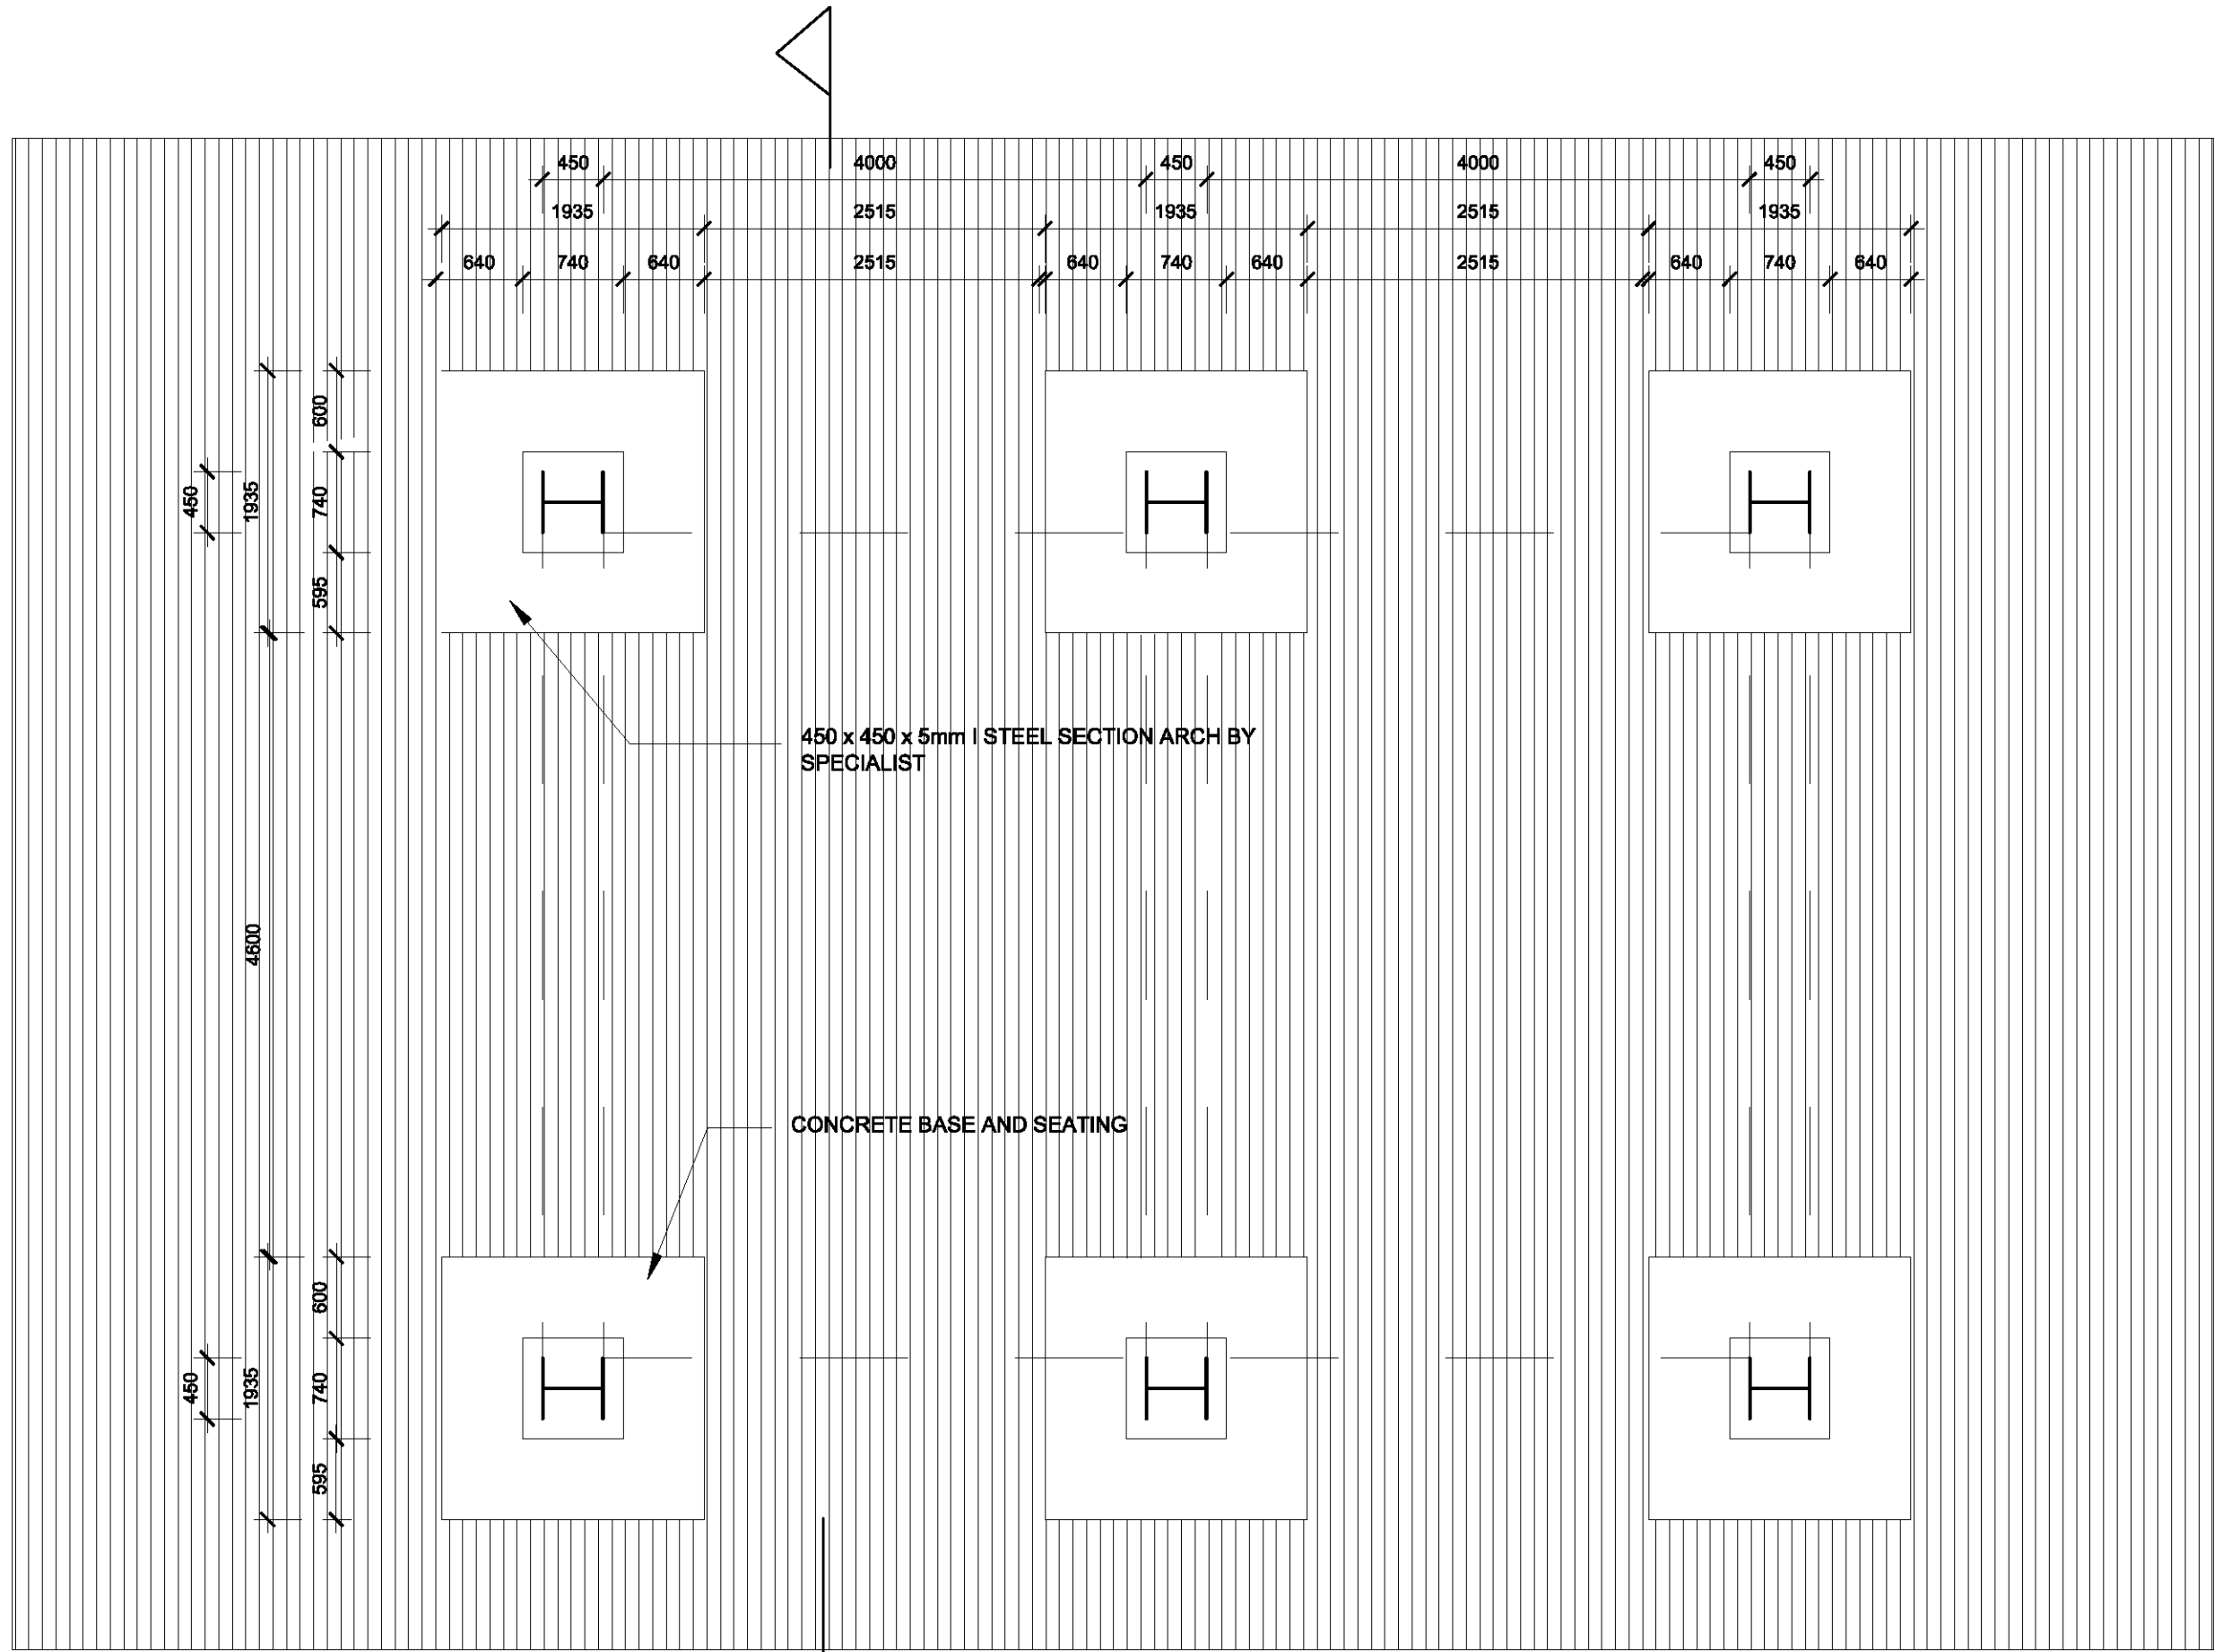 450 4000 450 4000 450
1935 2515 1935 2515 1935
640 740 640 2515 640 740 640 2515 640 740 640
600
450 1935 740
595
450 x 450 x 5mm I STEEL SECTION ARCH BY
SPECIALIST
4600
CONCRETE BASE AND SEATING
600
450 1935 740
595